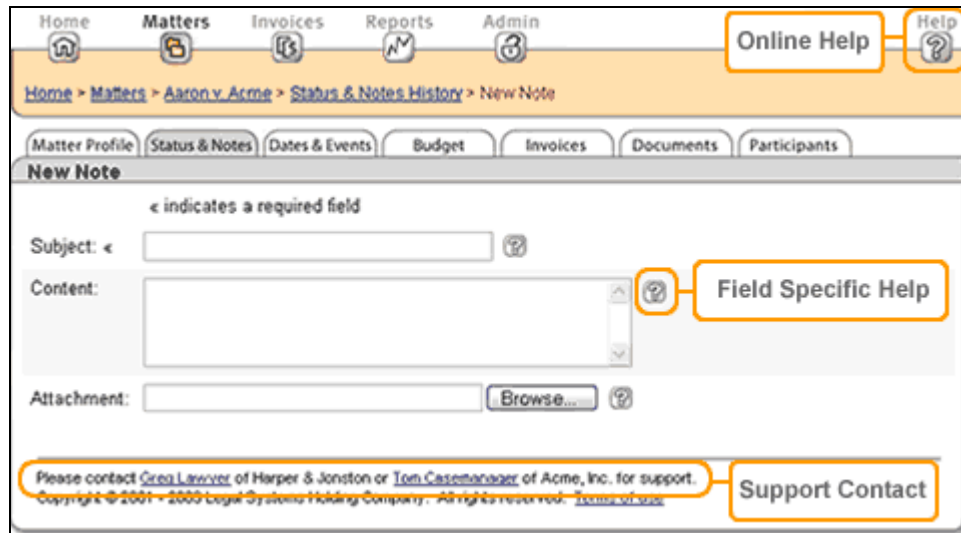 Home Matters Invoices Reports Admin Help
Online Help
Home > Matters > Aaron v. Acme > Status & Notes History > New Note
Matter Profile Status & Notes Dates & Events Budget Invoices Documents Participants
New Note
« indicates a required field
Subject: «
Content:
Field Specific Help
Attachment: Browse...
Please contact Greg Lawyer of Harper & Jonston or Tom Casemanager of Acme, Inc. for support.
Support Contact
Copyright © 2001 - 2003 Legal Systems Holding Company. All rights reserved. Terms of use